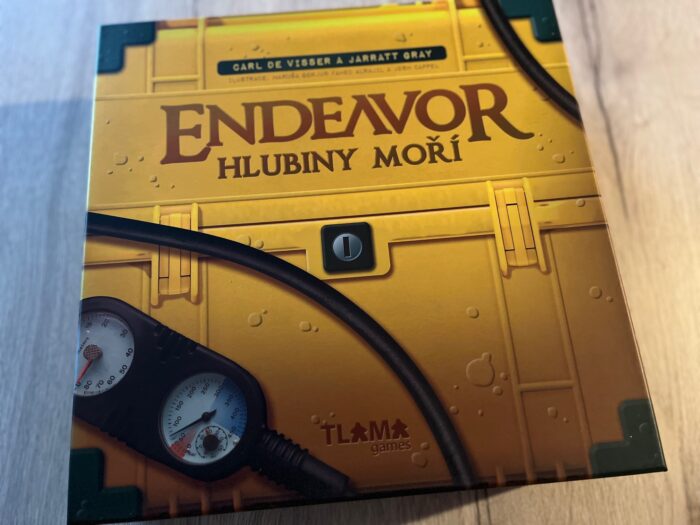 CARL DE VISSER A JARRATT GRAY
ENDEAVOR
HLUBINY MOŘÍ
TLAMA
games